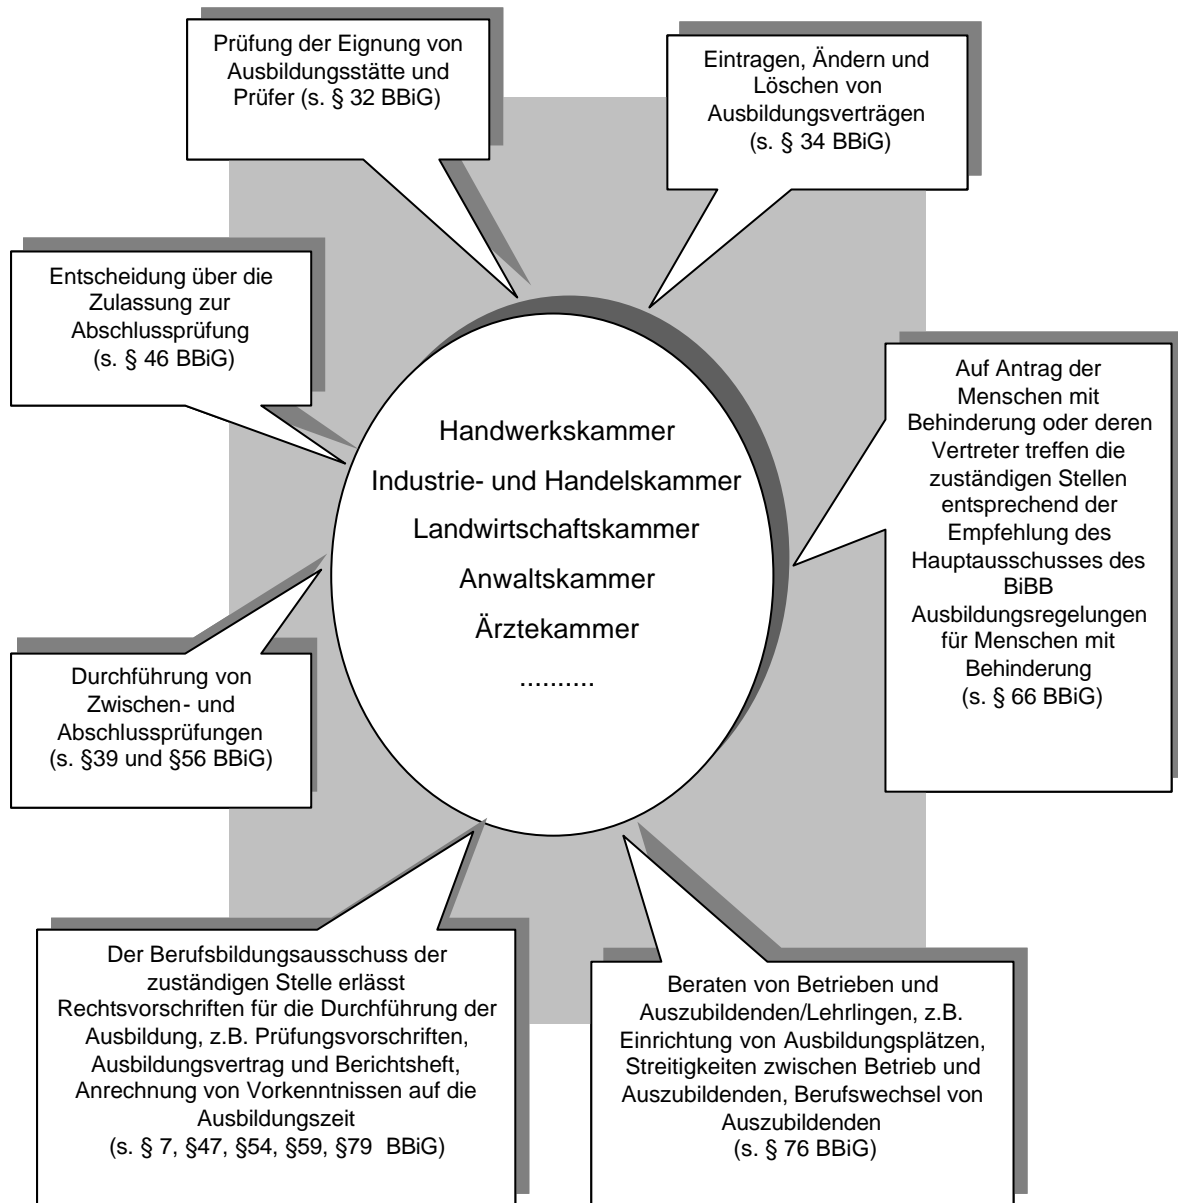 Prüfung der Eignung von
Ausbildungsstätte und
Prüfer (s. § 32 BBiG)
Eintragen, Ändern und
Löschen von
Ausbildungsverträgen
(s. § 34 BBiG)
Entscheidung über die
Zulassung zur
Abschlussprüfung
(s. § 46 BBiG)
Auf Antrag der
Menschen mit
Behinderung oder deren
Vertreter treffen die
zuständigen Stellen
entsprechend der
Empfehlung des
Hauptausschusses des
BiBB
Ausbildungsregelungen
für Menschen mit
Behinderung
(s. § 66 BBiG)
Handwerkskammer
Industrie- und Handelskammer
Landwirtschaftskammer
Anwaltskammer
Ärztekammer
..........
Durchführung von
Zwischen- und
Abschlussprüfungen
(s. §39 und §56 BBiG)
Der Berufsbildungsausschuss der
zuständigen Stelle erlässt
Rechtsvorschriften für die Durchführung der
Ausbildung, z.B. Prüfungsvorschriften,
Ausbildungsvertrag und Berichtsheft,
Anrechnung von Vorkenntnissen auf die
Ausbildungszeit
(s. § 7, §47, §54, §59, §79 BBiG)
Beraten von Betrieben und
Auszubildenden/Lehrlingen, z.B.
Einrichtung von Ausbildungsplätzen,
Streitigkeiten zwischen Betrieb und
Auszubildenden, Berufswechsel von
Auszubildenden
(s. § 76 BBiG)